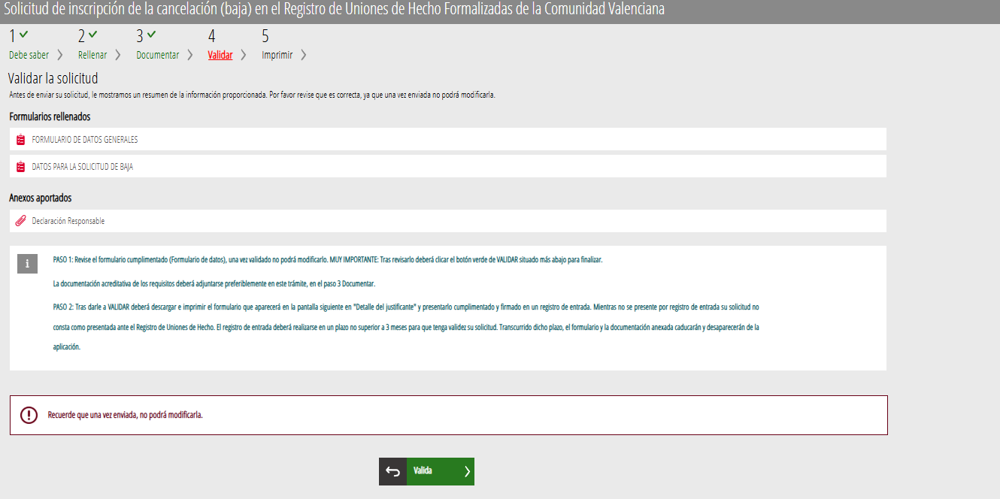 Solicitud de inscripción de la cancelación (baja) en el Registro de Uniones de Hecho Formalizadas de la Comunidad Valenciana
1 2 3 4 5
Debe saber Rellenar Documentar Validar Imprimir
Validar la solicitud
Antes de enviar su solicitud, le mostramos un resumen de la información proporcionada. Por favor revise que es correcta, ya que una vez enviada no podrá modificarla.
Formularios rellenados
FORMULARIO DE DATOS GENERALES
DATOS PARA LA SOLICITUD DE BAJA
Anexos aportados
Declaración Responsable
i
PASO 1: Revise el formulario cumplimentado (Formulario de datos), una vez validado no podrá modificarlo. MUY IMPORTANTE: Tras revisarlo deberá clicar el botón verde de VALIDAR situado más abajo para finalizar.
La documentación acreditativa de los requisitos deberá adjuntarse preferiblemente en este trámite, en el paso 3 Documentar.
PASO 2: Tras darle a VALIDAR deberá descargar e imprimir el formulario que aparecerá en la pantalla siguiente en "Detalle del justificante" y presentarlo cumplimentado y firmado en un registro de entrada. Mientras no se presente por registro de entrada su solicitud no
consta como presentada ante el Registro de Uniones de Hecho. El registro de entrada deberá realizarse en un plazo no superior a 3 meses para que tenga validez su solicitud. Transcurrido dicho plazo, el formulario y la documentación anexada caducarán y desaparecerán de la
aplicación.
Recuerde que una vez enviada, no podrá modificarla.
Valida